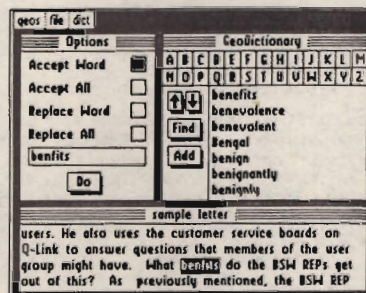 geos file dict
Options
Accept Word
Accept All
Replace Word
Replace All
benfits
Do
GeoDictionary
A B C D E F G H I J K L M
N O P Q R S T U V W X Y Z
Find
Add
benefits
benevolence
benevolent
Bengal
benign
benignantly
benignly
sample letter
users. He also uses the customer service boards on
Q-Link to answer questions that members of the user
group might have. What benfits do the BSW REPs get
out of this? As previously mentioned, the BSW REP